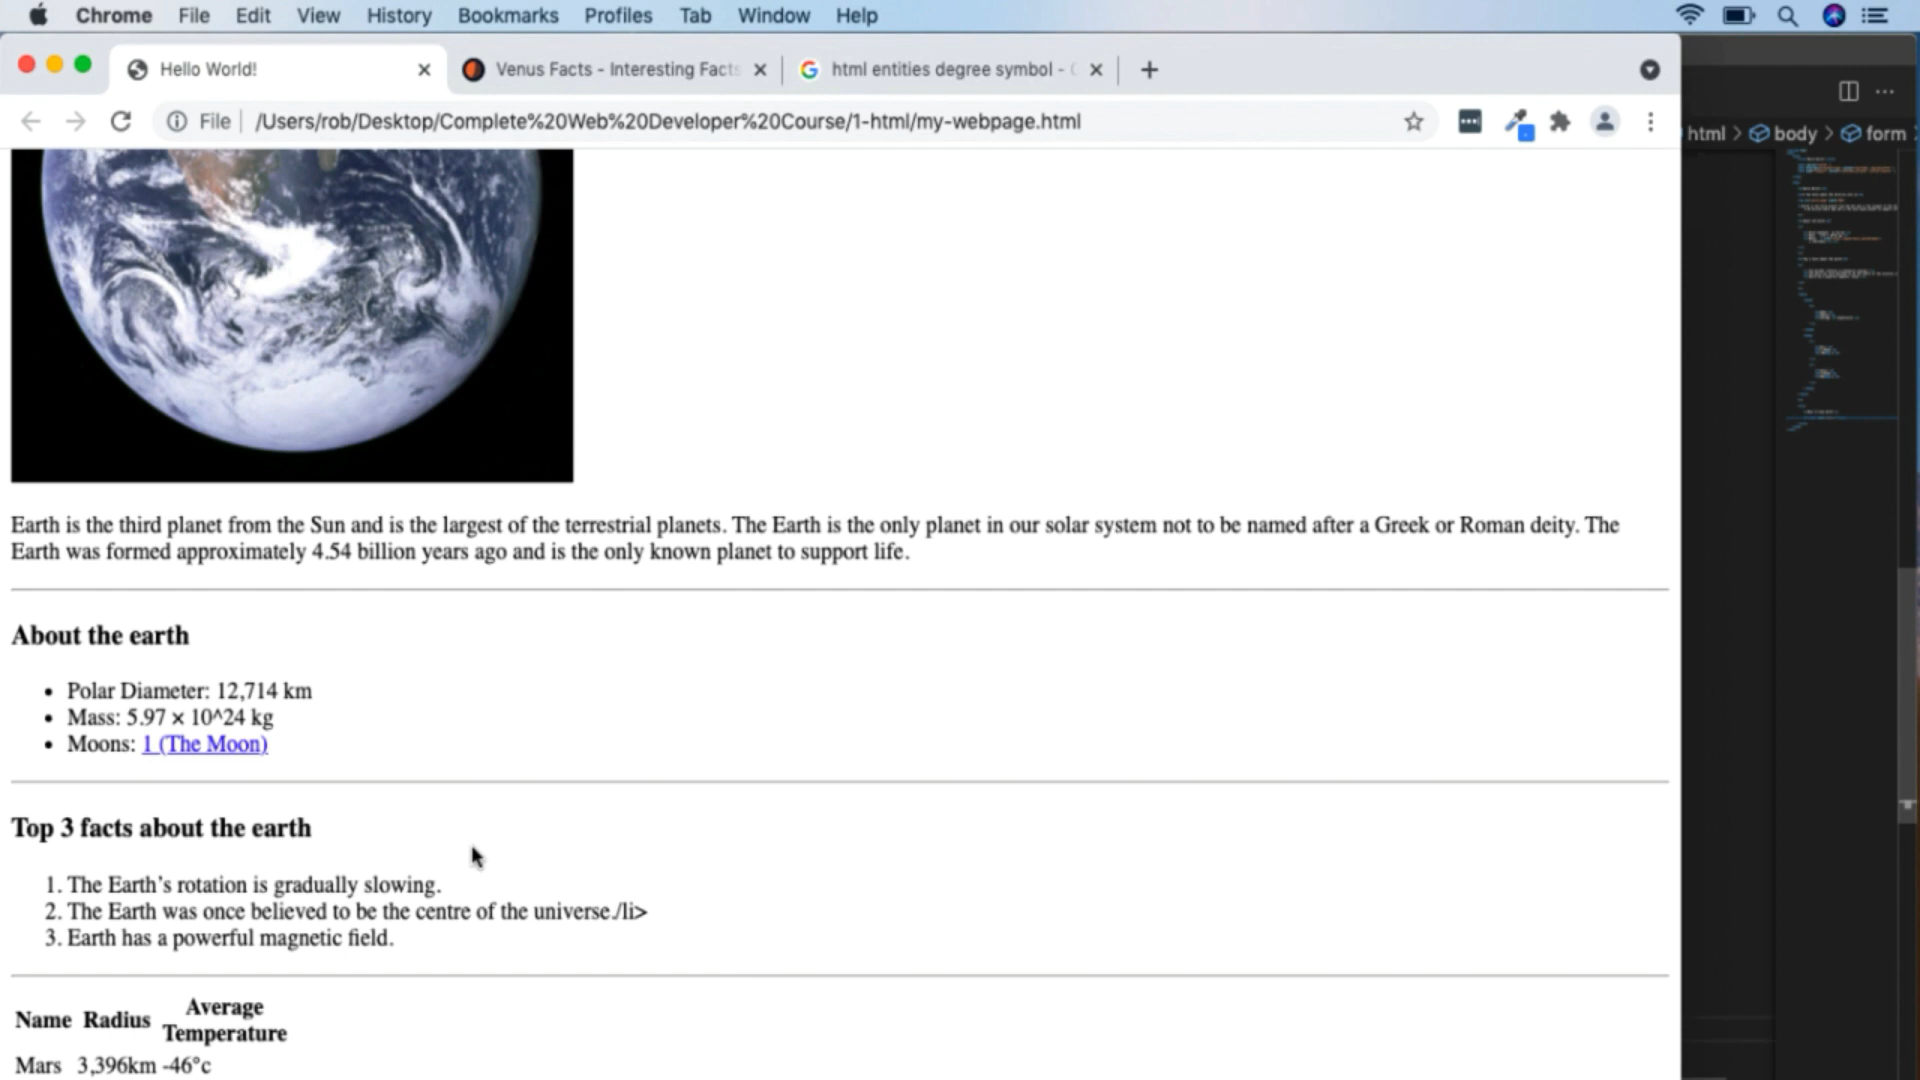 Chrome File Edit View History Bookmarks Profiles Tab Window Help
Hello World!
Venus Facts - Interesting Facts
html entities degree symbol -
File
/Users/rob/Desktop/Complete%20Web%20Developer%20Course/1-html/my-webpage.html
html > body > form
Earth is the third planet from the Sun and is the largest of the terrestrial planets. The Earth is the only planet in our solar system not to be named after a Greek or Roman deity. The
Earth was formed approximately 4.54 billion years ago and is the only known planet to support life.
About the earth
• Polar Diameter: 12,714 km
• Mass: 5.97 × 10^24 kg
• Moons: 1 (The Moon)
Top 3 facts about the earth
1. The Earth’s rotation is gradually slowing.
2. The Earth was once believed to be the centre of the universe./li>
3. Earth has a powerful magnetic field.
Name Radius Average
Temperature
Mars 3,396km -46°c